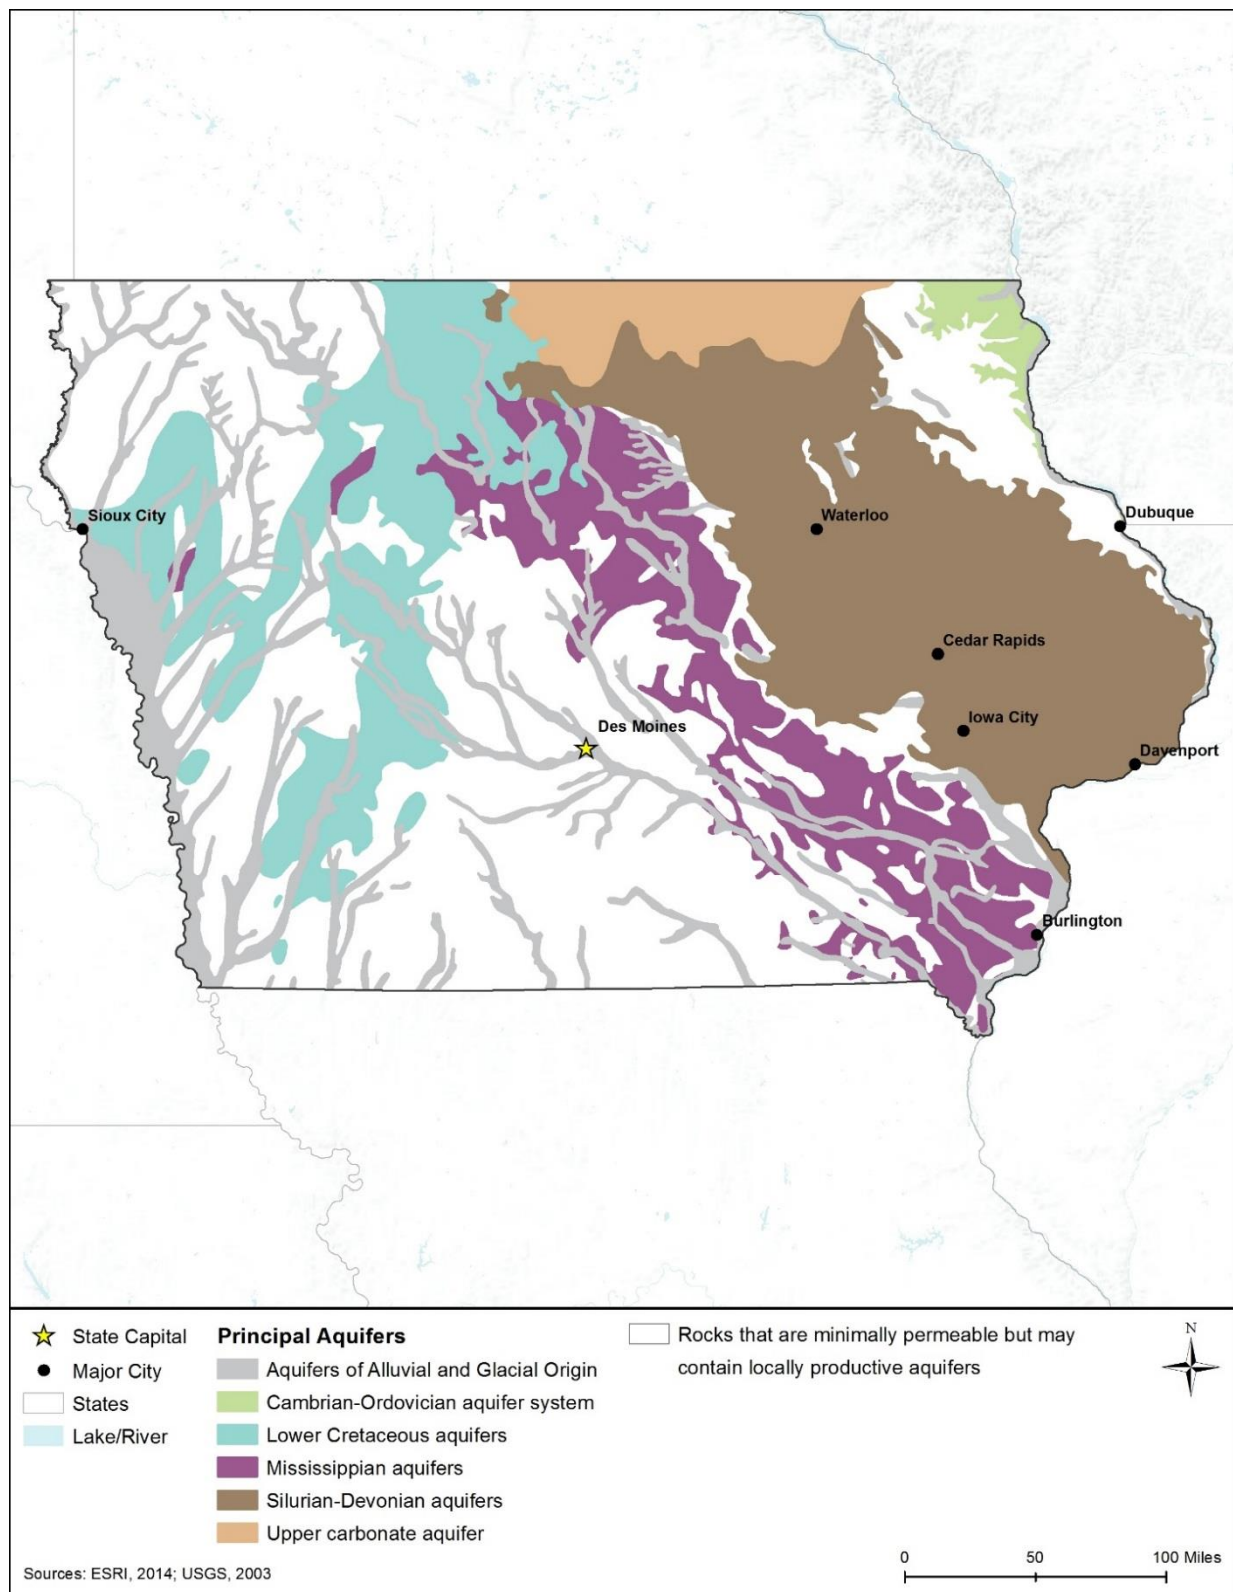 Sioux City
Waterloo
Dubuque
Cedar Rapids
Iowa City
Des Moines
Davenport
Burlington
State Capital
Major City
States
Lake/River
Principal Aquifers
Aquifers of Alluvial and Glacial Origin
Cambrian-Ordovician aquifer system
Lower Cretaceous aquifers
Mississippian aquifers
Silurian-Devonian aquifers
Upper carbonate aquifer
Rocks that are minimally permeable but may
contain locally productive aquifers
N
0 50 100 Miles
Sources: ESRI, 2014; USGS, 2003